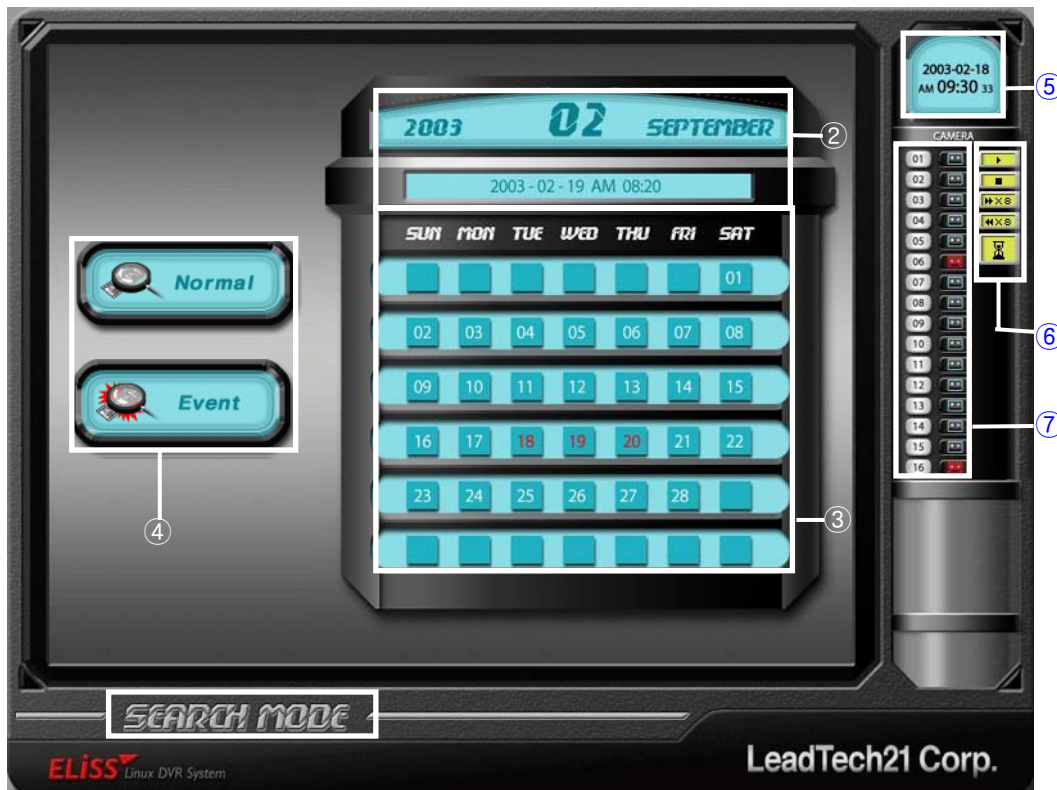 2003 02 SEPTEMBER
②
2003 - 02 - 19 AM 08:20
SUN MON TUE WED THU FRI SAT
01
02 03 04 05 06 07 08
09 10 11 12 13 14 15
16 17 18 19 20 21 22
23 24 25 26 27 28
③
Normal
Event
④
2003-02-18
AM 09:30 33
⑤
CAMERA
01
02
03
04
05
06
07
08
09
10
11
12
13
14
15
16
×8
×8
⑥
⑦
SEARCH MODE
ELiSS Linux DVR System
LeadTech21 Corp.